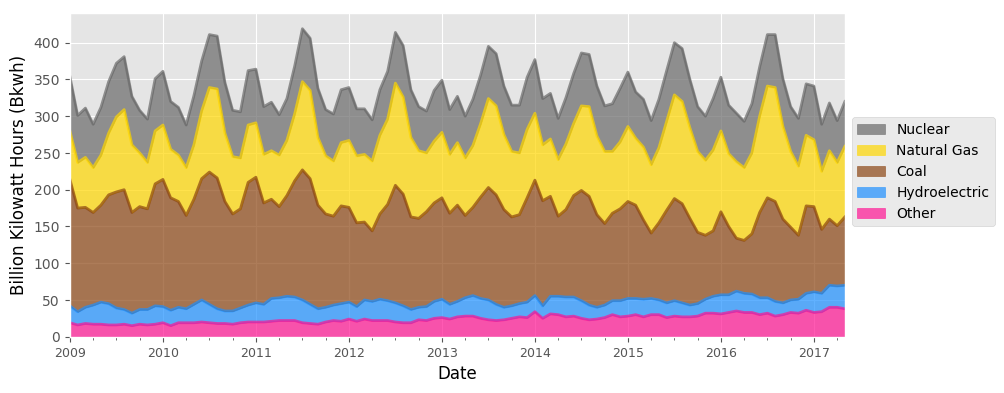 Billion Kilowatt Hours (Bkwh)
400
350
300
250
200
150
100
50
0
2009 2010 2011 2012 2013 2014 2015 2016 2017
Date
Nuclear
Natural Gas
Coal
Hydroelectric
Other